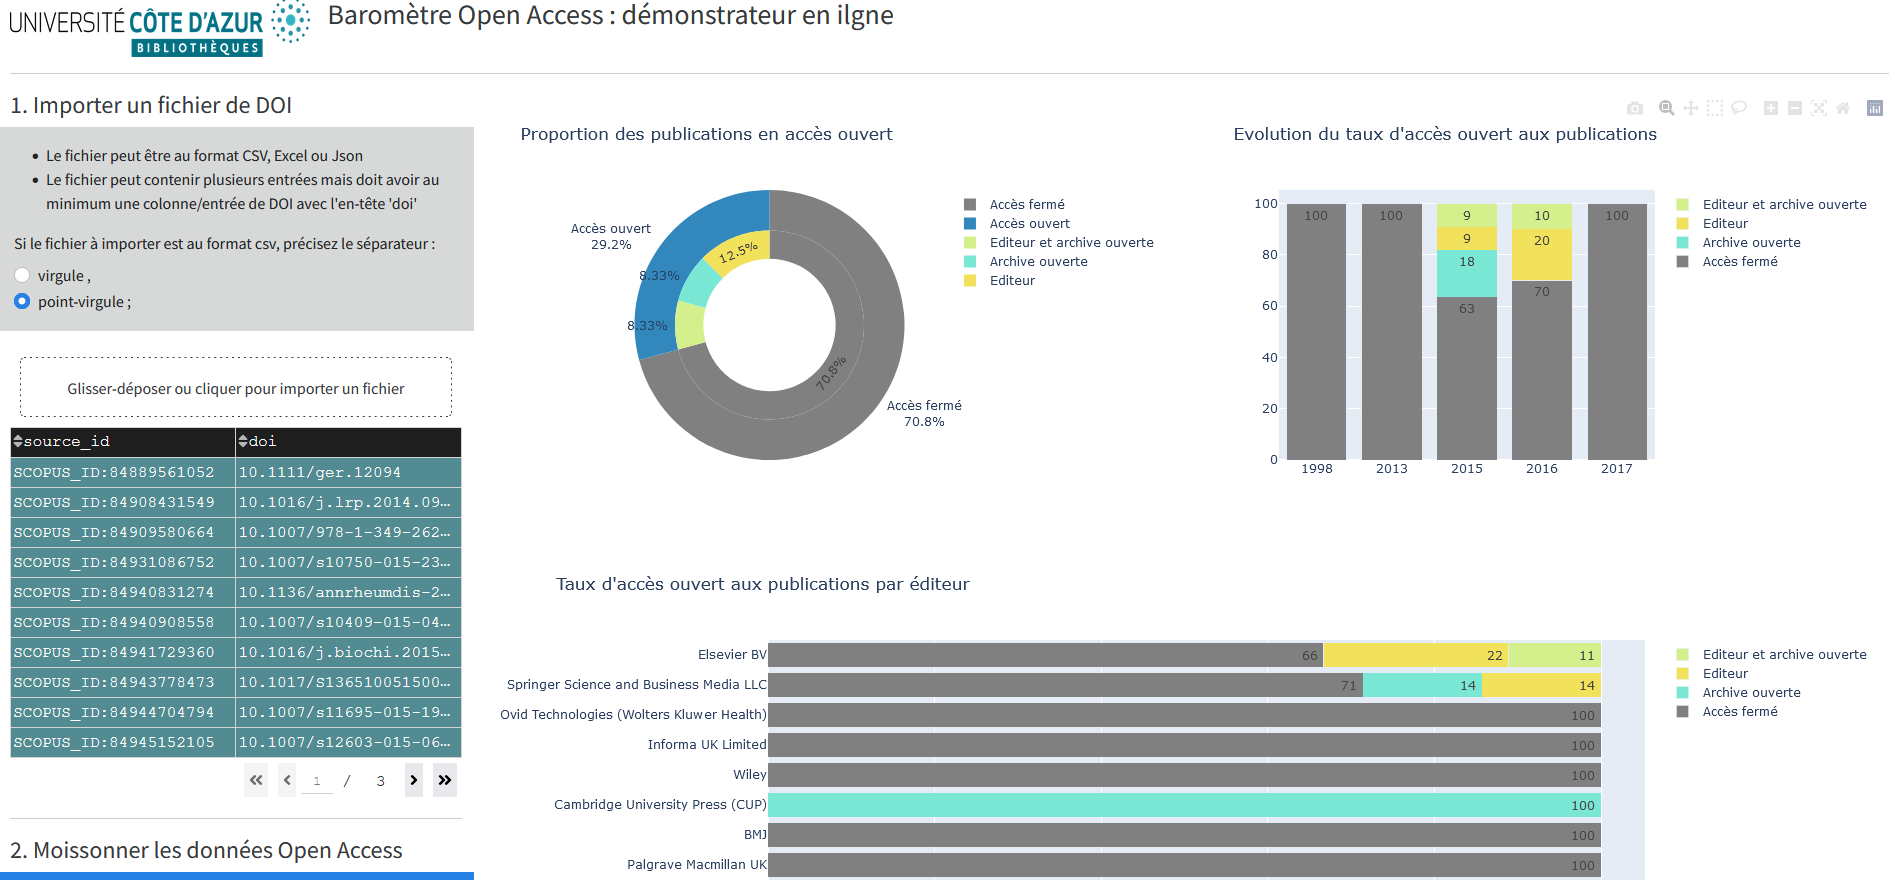 UNIVERSITÉ CÔTE D'AZUR
BIBLIOTHÈQUES
Baromètre Open Access : démonstrateur en ilgne
1. Importer un fichier de DOI
Le fichier peut être au format CSV, Excel ou Json
Le fichier peut contenir plusieurs entrées mais doit avoir au
minimum une colonne/entrée de DOI avec l'en-tête 'doi'
Si le fichier à importer est au format csv, précisez le séparateur :
virgule ,
point-virgule ;
Glisser-déposer ou cliquer pour importer un fichier
source_id doi
SCOPUS_ID:84889561052 10.1111/ger.12094
SCOPUS_ID:84908431549 10.1016/j.lrp.2014.09…
SCOPUS_ID:84909580664 10.1007/978-1-349-262…
SCOPUS_ID:84931086752 10.1007/s10750-015-23…
SCOPUS_ID:84940831274 10.1136/annrheumdis-2…
SCOPUS_ID:84940908558 10.1007/s10409-015-04…
SCOPUS_ID:84941729360 10.1016/j.biochi.2015…
SCOPUS_ID:84943778473 10.1017/s136510051500…
SCOPUS_ID:84944704794 10.1007/s11695-015-19…
SCOPUS_ID:84945152105 10.1007/s12603-015-06…
1 / 3
2. Moissonner les données Open Access
Proportion des publications en accès ouvert
Accès ouvert
29.2%
12.5%
8.33%
8.33%
70.8%
Accès fermé
70.8%
Accès fermé
Accès ouvert
Editeur et archive ouverte
Archive ouverte
Editeur
Evolution du taux d'accès ouvert aux publications
100
80
60
40
20
0
100 100 9 10 100
9 20
18
63 70
1998 2013 2015 2016 2017
Editeur et archive ouverte
Editeur
Archive ouverte
Accès fermé
Taux d'accès ouvert aux publications par éditeur
Elsevier BV 66 22 11
Springer Science and Business Media LLC 71 14 14
Ovid Technologies (Wolters Kluwer Health) 100
Informa UK Limited 100
Wiley 100
Cambridge University Press (CUP) 100
BMJ 100
Palgrave Macmillan UK 100
Editeur et archive ouverte
Editeur
Archive ouverte
Accès fermé